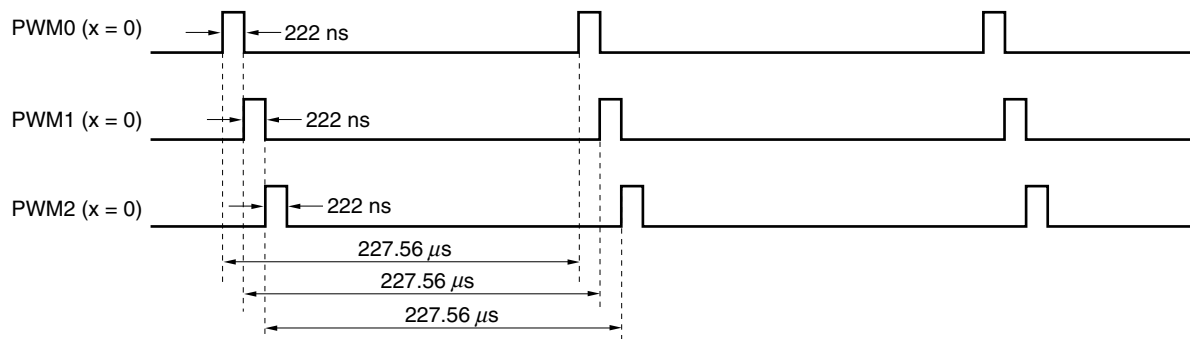 PWM0 (x = 0)
222 ns
PWM1 (x = 0)
222 ns
PWM2 (x = 0)
222 ns
227.56 μs
227.56 μs
227.56 μs